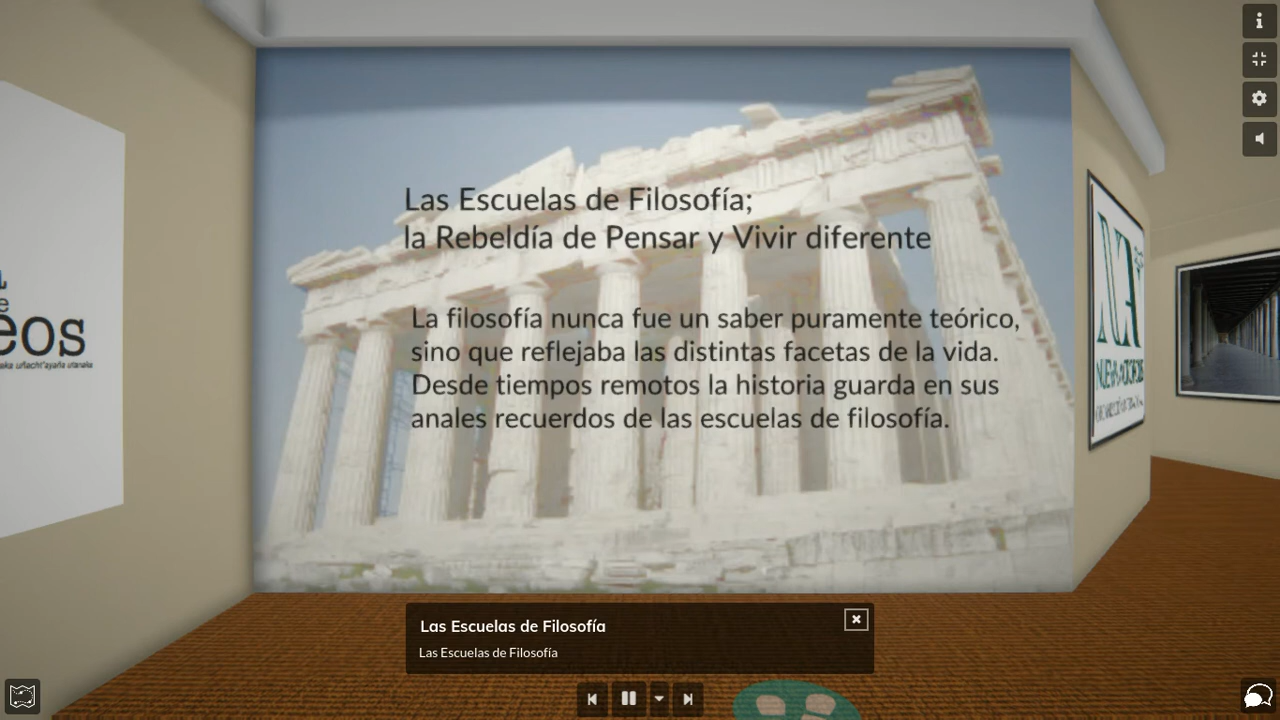 Las Escuelas de Filosofía;
la Rebeldía de Pensar y Vivir diferente
La filosofía nunca fue un saber puramente teórico,
sino que reflejaba las distintas facetas de la vida.
Desde tiempos remotos la historia guarda en sus
anales recuerdos de las escuelas de filosofía.
eos
NA
Las Escuelas de Filosofía
Las Escuelas de Filosofía